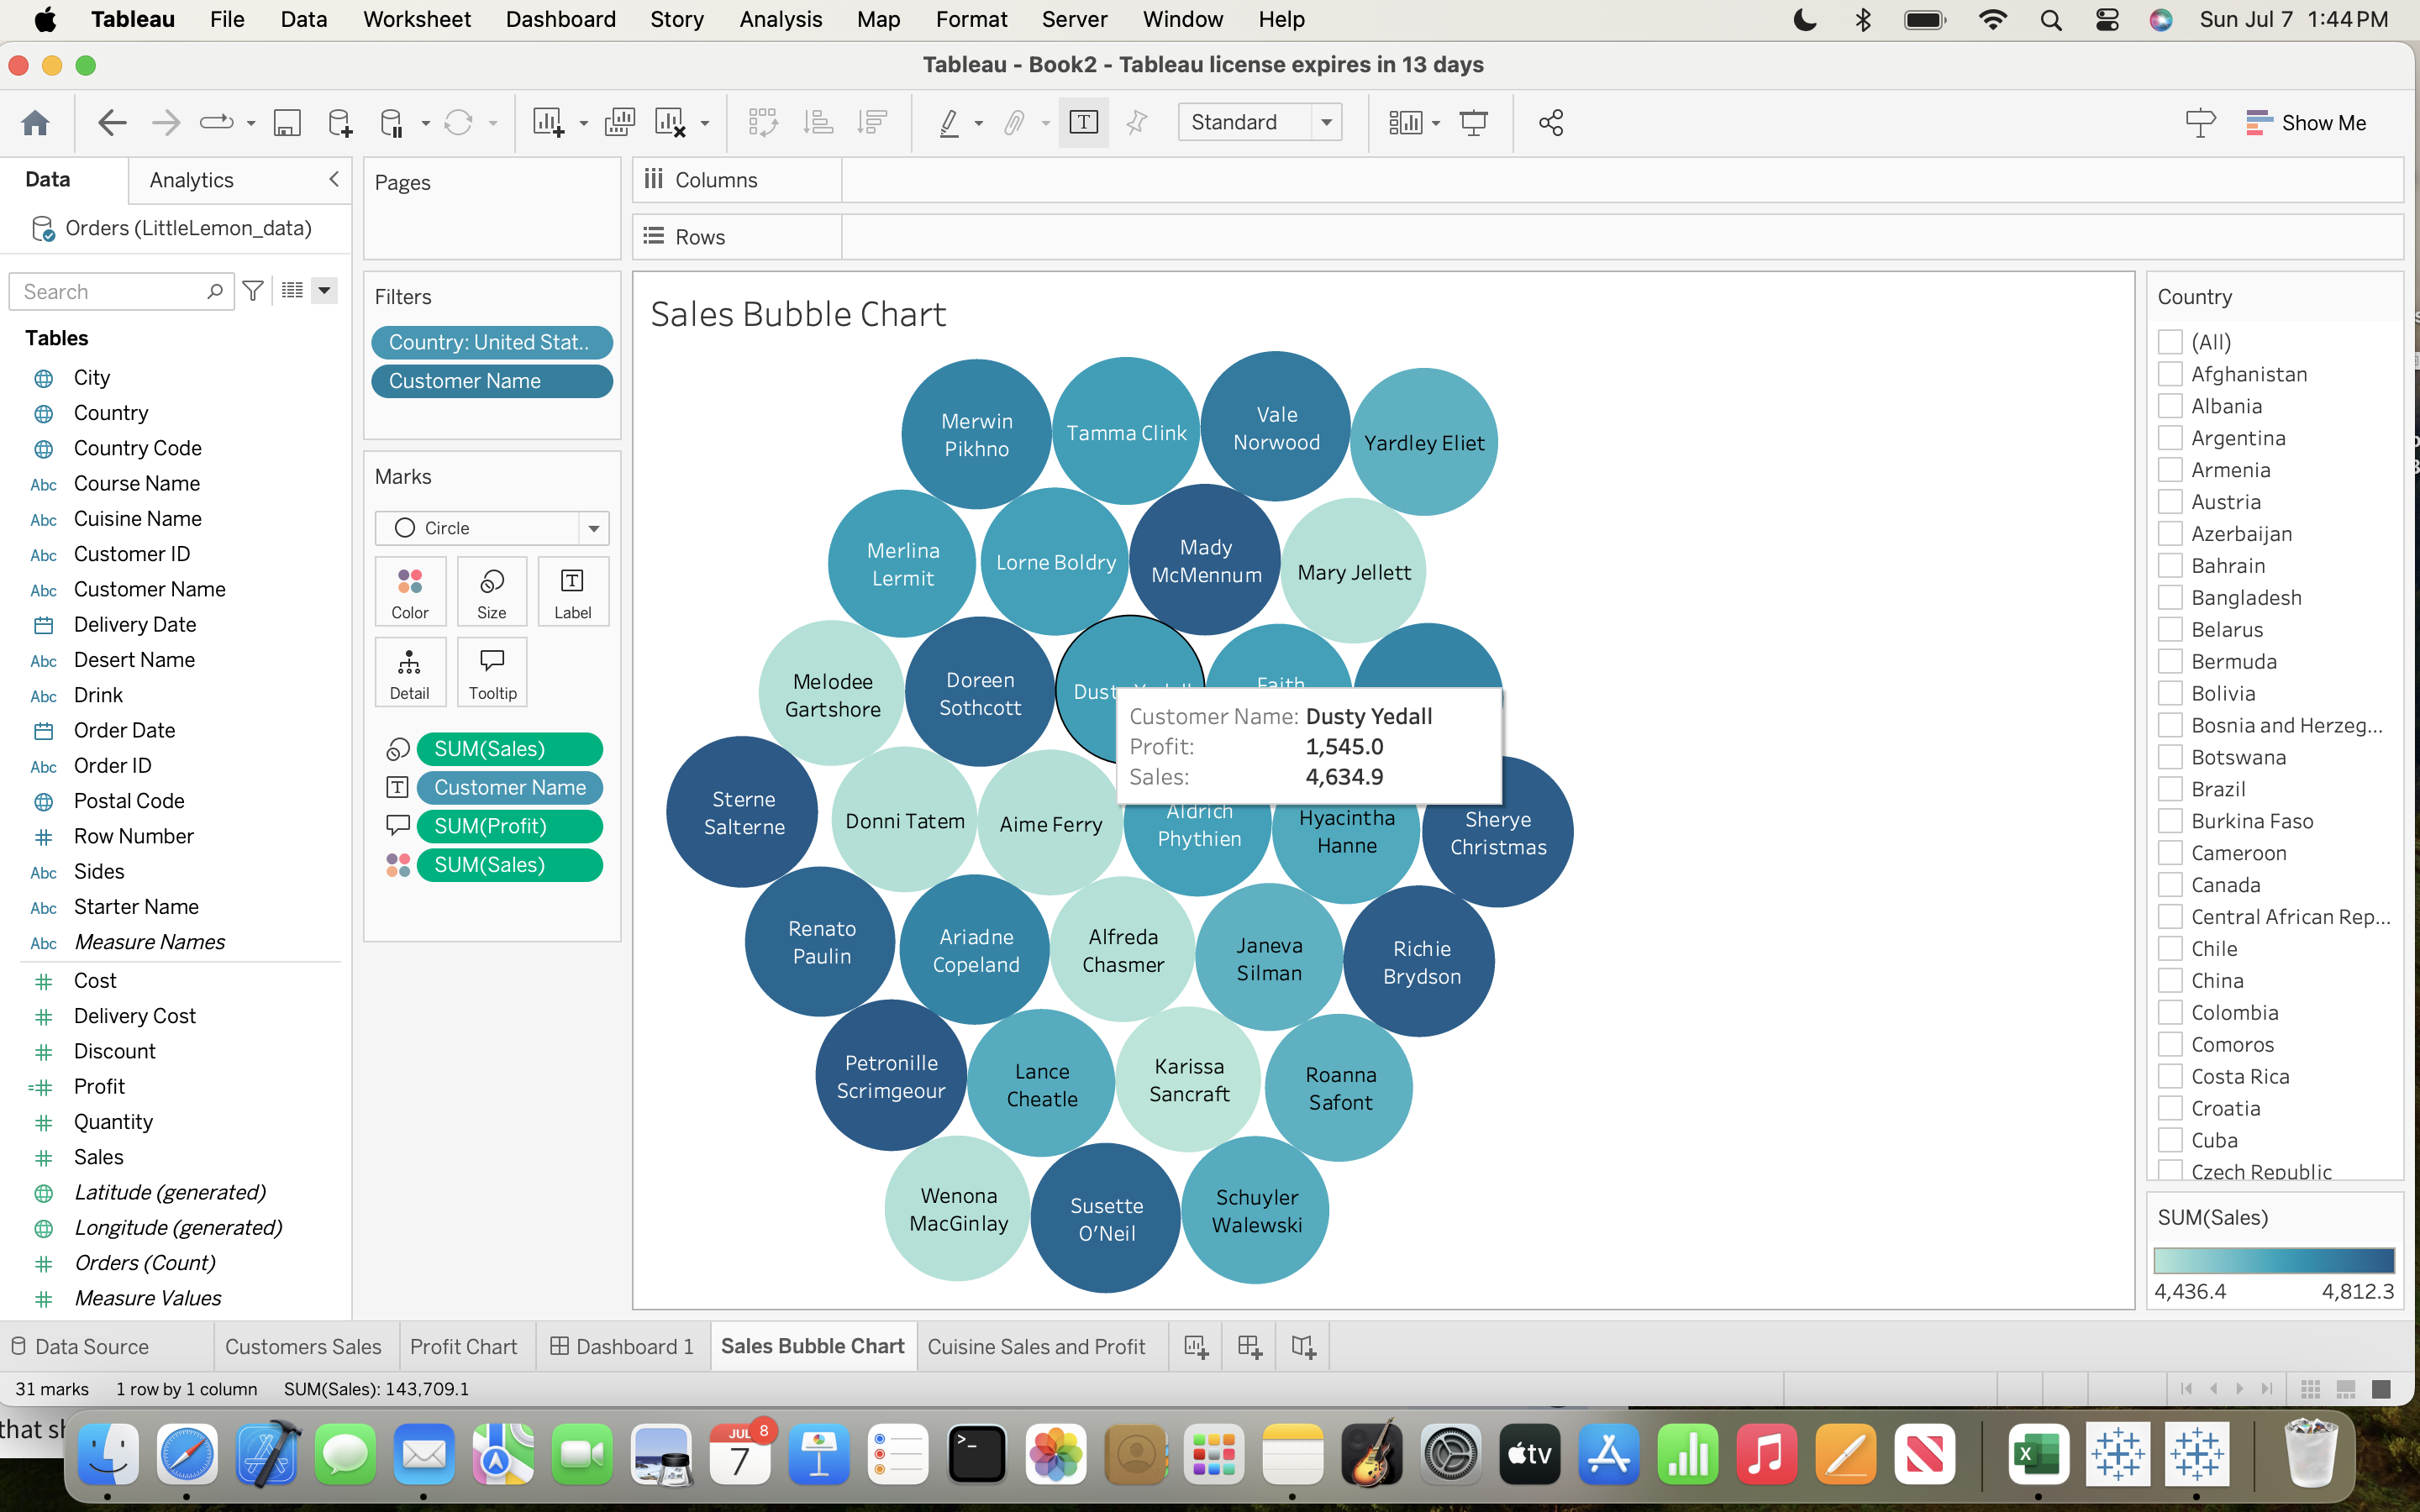 Tableau File Data Worksheet Dashboard Story Analysis Map Format Server Window Help Sun Jul 7 1:44 PM
Tableau - Book2 - Tableau license expires in 13 days
Standard Show Me
Data Analytics
Orders (LittleLemon_data)
Search
Tables
City
Country
Country Code
Abc Course Name
Abc Cuisine Name
Abc Customer ID
Abc Customer Name
Delivery Date
Abc Desert Name
Abc Drink
Order Date
Abc Order ID
Postal Code
# Row Number
Abc Sides
Abc Starter Name
Abc Measure Names
# Cost
# Delivery Cost
# Discount
=# Profit
# Quantity
# Sales
Latitude (generated)
Longitude (generated)
# Orders (Count)
# Measure Values
Pages
Filters
Country: United Stat..
Customer Name
Marks
Circle
Color Size Label
Detail Tooltip
SUM(Sales)
Customer Name
SUM(Profit)
SUM(Sales)
Columns
Rows
Sales Bubble Chart
Merwin
Pikhno
Tamma Clink
Vale
Norwood
Yardley Eliet
Merlina
Lermit
Lorne Boldry
Mady
McMennum
Mary Jellett
Melodee
Gartshore
Doreen
Sothcott
Faith
Customer Name: Dusty Yedall
Profit: 1,545.0
Sales: 4,634.9
Sterne
Salterne
Donni Tatem
Aime Ferry
Aldrich
Phythien
Hyacintha
Hanne
Sherye
Christmas
Renato
Paulin
Ariadne
Copeland
Alfreda
Chasmer
Janeva
Silman
Richie
Brydson
Petronille
Scrimgeour
Lance
Cheatle
Karissa
Sancraft
Roanna
Safont
Wenona
MacGinlay
Susette
O'Neil
Schuyler
Walewski
Country
(All)
Afghanistan
Albania
Argentina
Armenia
Austria
Azerbaijan
Bahrain
Bangladesh
Belarus
Bermuda
Bolivia
Bosnia and Herzeg...
Botswana
Brazil
Burkina Faso
Cameroon
Canada
Central African Rep...
Chile
China
Colombia
Comoros
Costa Rica
Croatia
Cuba
Czech Republic
SUM(Sales)
4,436.4 4,812.3
Data Source Customers Sales Profit Chart Dashboard 1 Sales Bubble Chart Cuisine Sales and Profit
31 marks 1 row by 1 column SUM(Sales): 143,709.1
that
JUL 8
7
tv